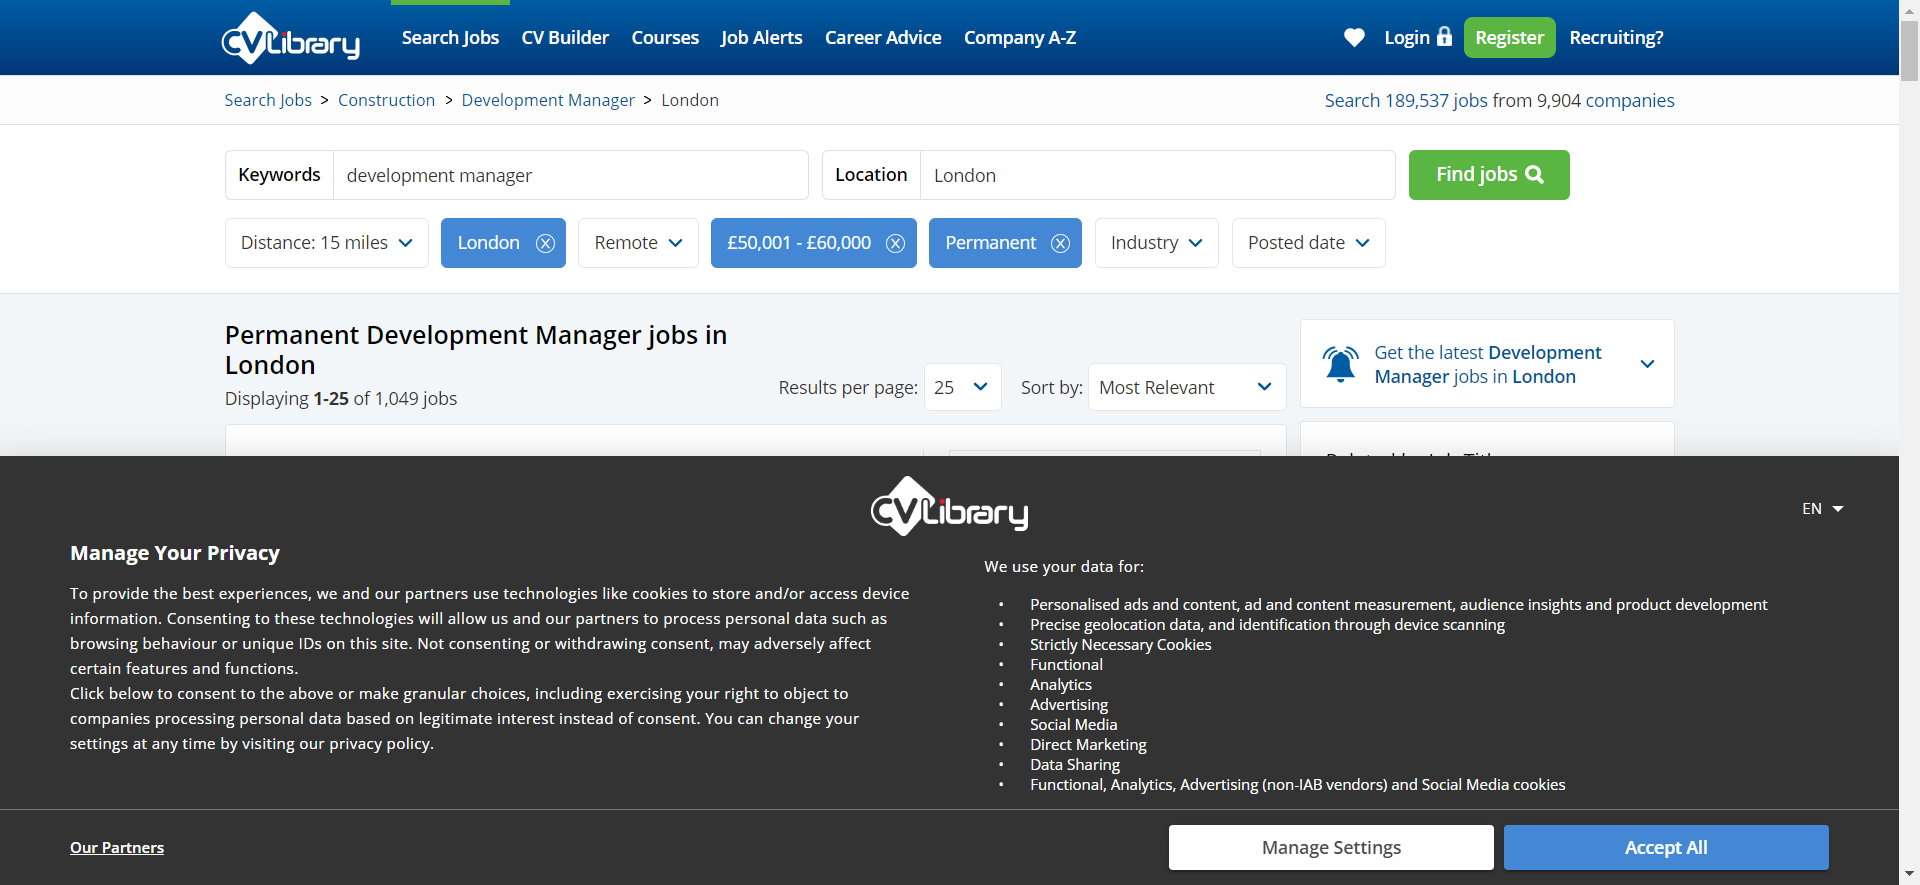 CVLibrary Search Jobs CV Builder Courses Job Alerts Career Advice Company A-Z Login Register Recruiting?
Search Jobs > Construction > Development Manager > London Search 189,537 jobs from 9,904 companies
Keywords development manager Location London Find jobs
Distance: 15 miles London Remote £50,001 - £60,000 Permanent Industry Posted date
Permanent Development Manager jobs in
London
Displaying 1-25 of 1,049 jobs
Results per page: 25 Sort by: Most Relevant
Get the latest Development
Manager jobs in London
CVLibrary
EN
Manage Your Privacy
To provide the best experiences, we and our partners use technologies like cookies to store and/or access device
information. Consenting to these technologies will allow us and our partners to process personal data such as
browsing behaviour or unique IDs on this site. Not consenting or withdrawing consent, may adversely affect
certain features and functions.
Click below to consent to the above or make granular choices, including exercising your right to object to
companies processing personal data based on legitimate interest instead of consent. You can change your
settings at any time by visiting our privacy policy.
We use your data for:
• Personalised ads and content, ad and content measurement, audience insights and product development
• Precise geolocation data, and identification through device scanning
• Strictly Necessary Cookies
• Functional
• Analytics
• Advertising
• Social Media
• Direct Marketing
• Data Sharing
• Functional, Analytics, Advertising (non-IAB vendors) and Social Media cookies
Our Partners Manage Settings Accept All